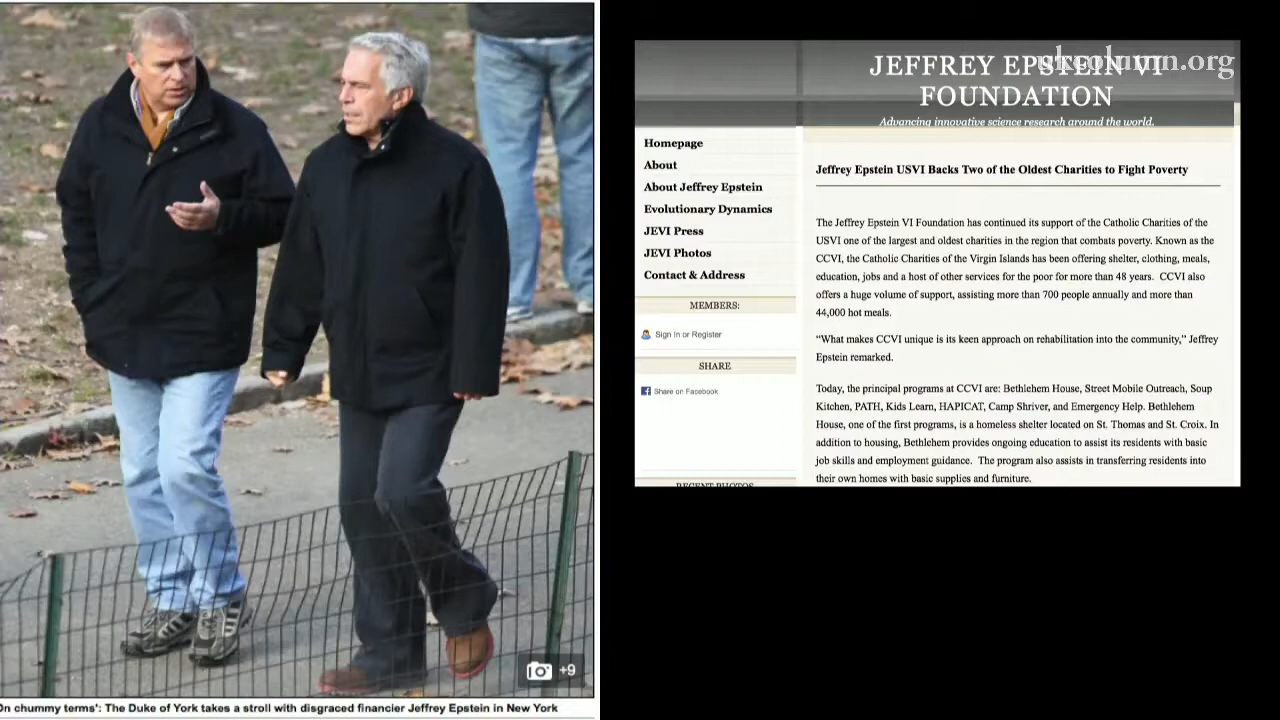 +9
On chummy terms': The Duke of York takes a stroll with disgraced financier Jeffrey Epstein in New York
ukcolumn.org
JEFFREY EPSTEIN VI
FOUNDATION
Advancing innovative science research around the world.
Homepage
About
About Jeffrey Epstein
Evolutionary Dynamics
JEVI Press
JEVI Photos
Contact & Address
MEMBERS:
Sign In or Register
SHARE
Share on Facebook
RECENT PHOTOS
Jeffrey Epstein USVI Backs Two of the Oldest Charities to Fight Poverty
The Jeffrey Epstein VI Foundation has continued its support of the Catholic Charities of the
USVI one of the largest and oldest charities in the region that combats poverty. Known as the
CCVI, the Catholic Charities of the Virgin Islands has been offering shelter, clothing, meals,
education, jobs and a host of other services for the poor for more than 48 years. CCVI also
offers a huge volume of support, assisting more than 700 people annually and more than
44,000 hot meals.
“What makes CCVI unique is its keen approach on rehabilitation into the community,” Jeffrey
Epstein remarked.
Today, the principal programs at CCVI are: Bethlehem House, Street Mobile Outreach, Soup
Kitchen, PATH, Kids Learn, HAPICAT, Camp Shriver, and Emergency Help. Bethlehem
House, one of the first programs, is a homeless shelter located on St. Thomas and St. Croix. In
addition to housing, Bethlehem provides ongoing education to assist its residents with basic
job skills and employment guidance. The program also assists in transferring residents into
their own homes with basic supplies and furniture.